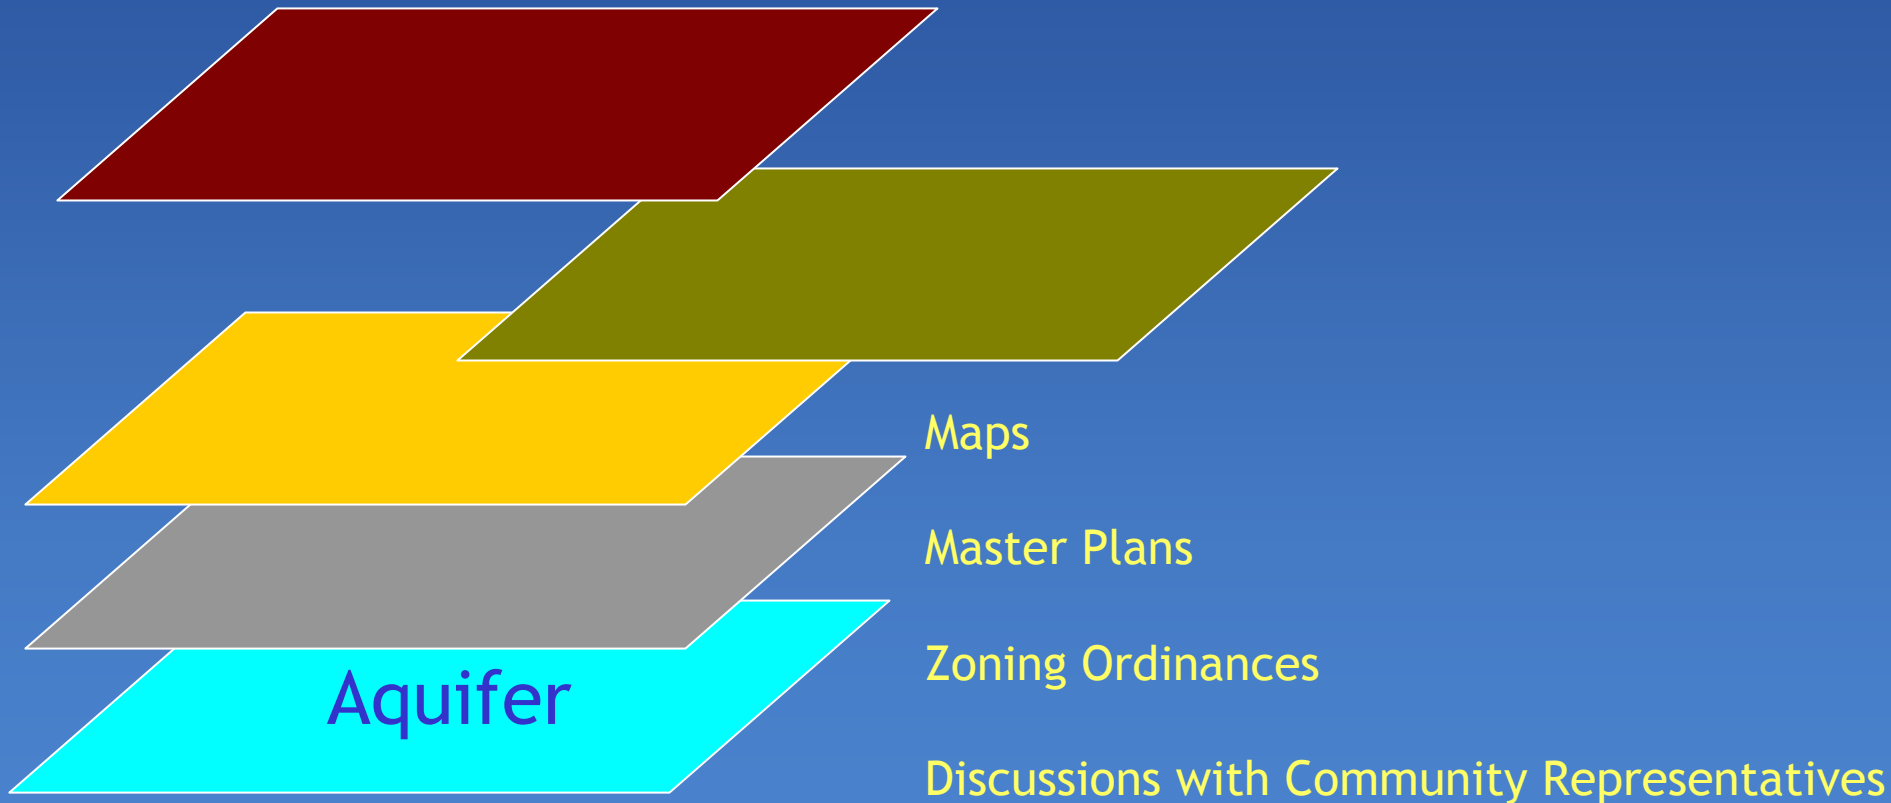 Maps
Master Plans
Zoning Ordinances
Aquifer
Discussions with Community Representatives